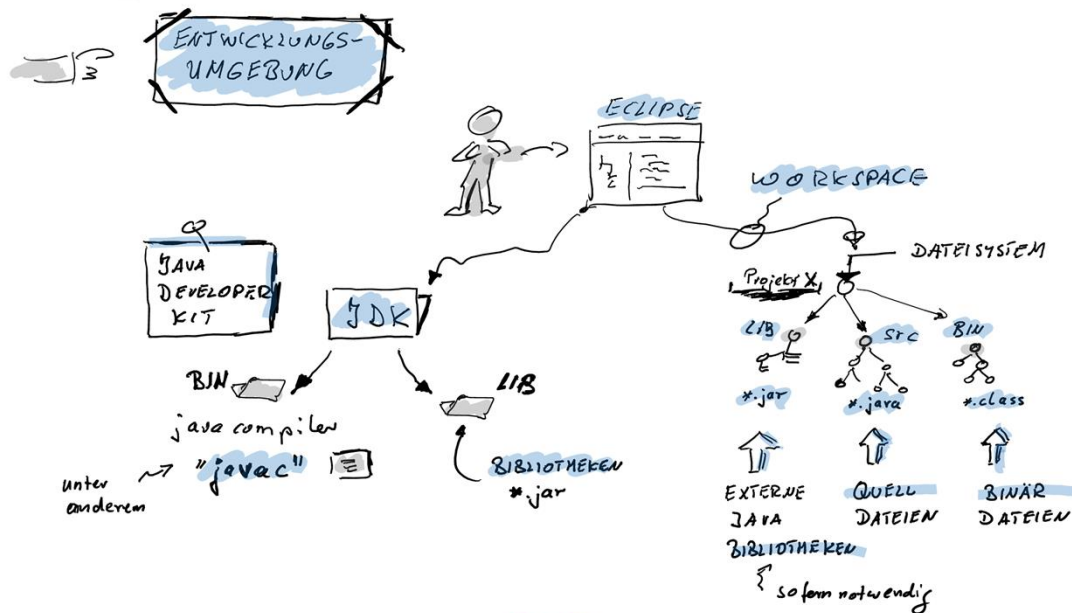 ENTWICKLUNGS-
UMGEBUNG
ECLIPSE
WORKSPACE
DATEISYSTEM
JAVA
DEVELOPER
KIT
JDK
BIN
LIB
java compiler
"javac"
unter
anderem
BIBLIOTHEKEN
*.jar
Projekt X
LIB
src
BIN
*.jar
*.java
*.class
EXTERNE
JAVA
BIBLIOTHEKEN
sofern notwendig
QUELL
DATEIEN
BINÄR
DATEIEN